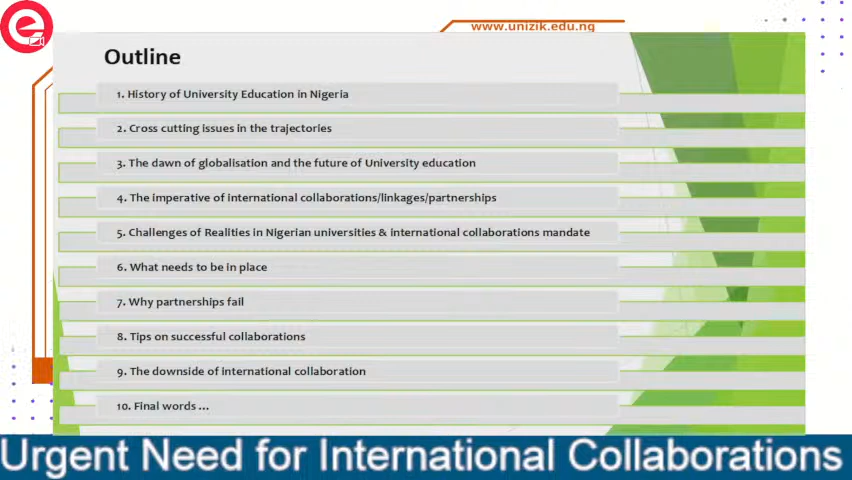 www.unizik.edu.ng
Outline
1. History of University Education in Nigeria
2. Cross cutting issues in the trajectories
3. The dawn of globalisation and the future of University education
4. The imperative of international collaborations/linkages/partnerships
5. Challenges of Realities in Nigerian universities & international collaborations mandate
6. What needs to be in place
7. Why partnerships fail
8. Tips on successful collaborations
9. The downside of international collaboration
10. Final words ...
Urgent Need for International Collaborations